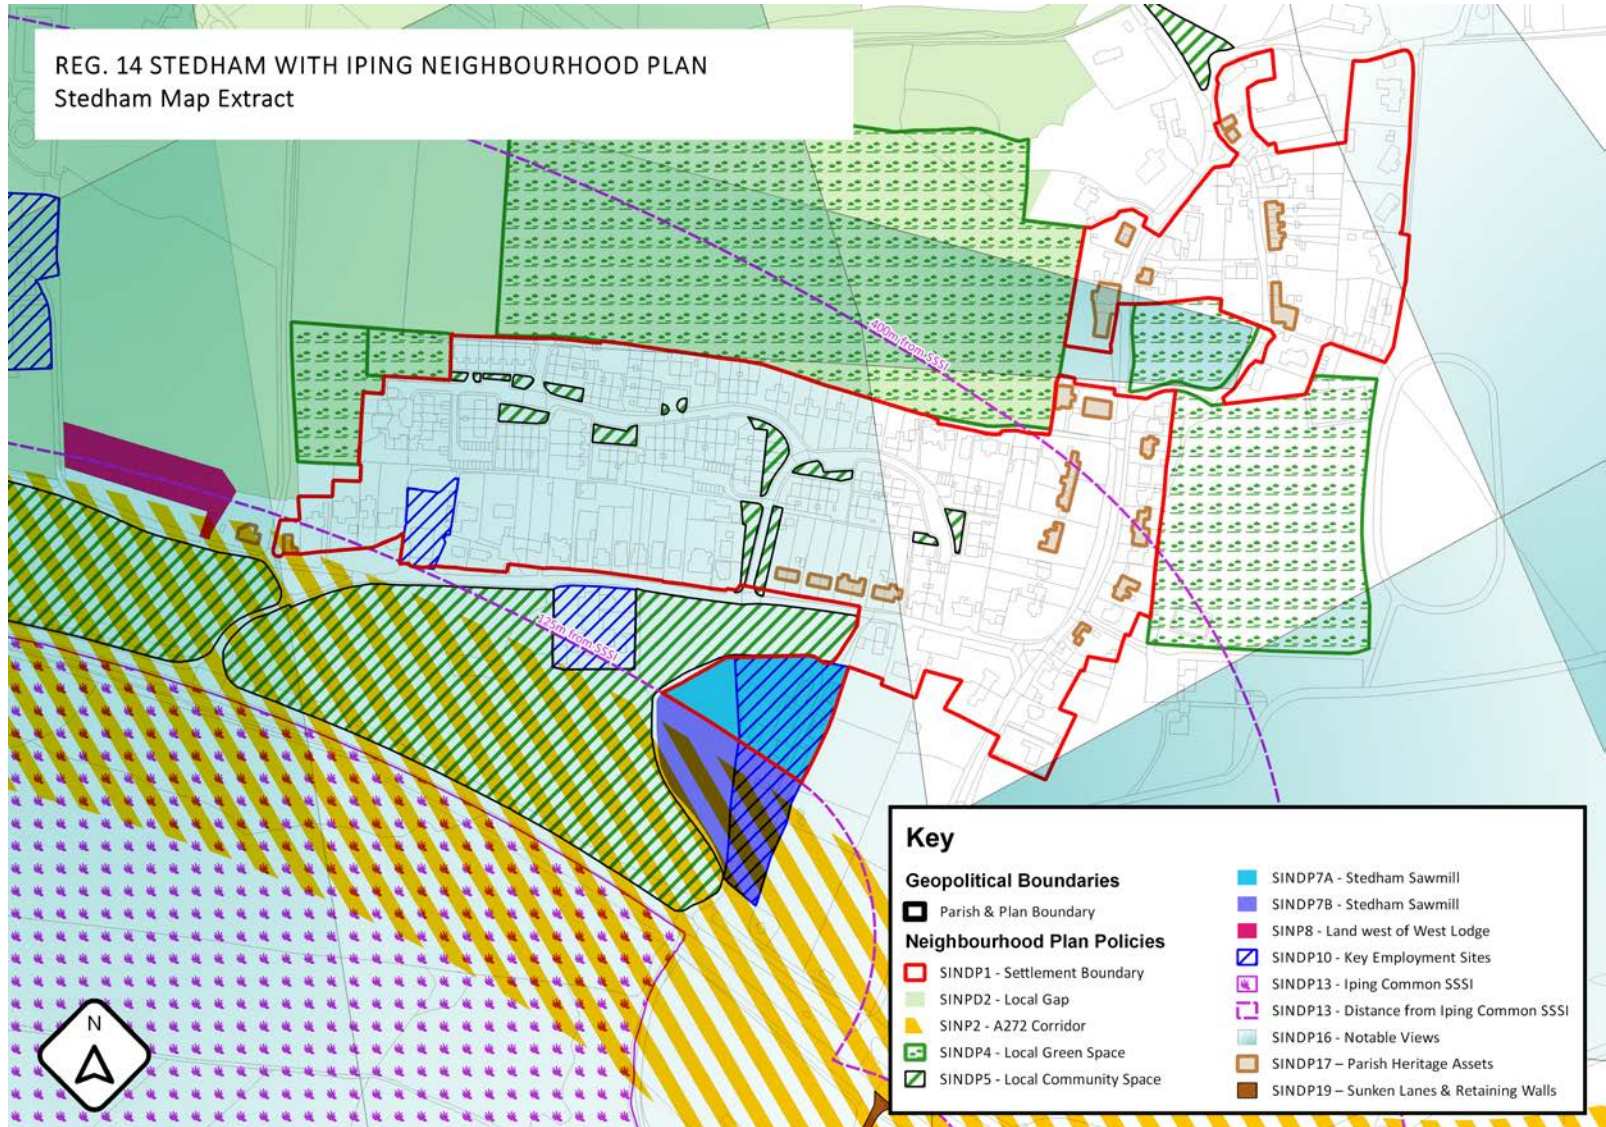 REG. 14 STEDHAM WITH IPING NEIGHBOURHOOD PLAN
Stedham Map Extract
400m from SSSI
125m from SSSI
N
Key
Geopolitical Boundaries
Parish & Plan Boundary
Neighbourhood Plan Policies
SINDP1 - Settlement Boundary
SINPD2 - Local Gap
SINP2 - A272 Corridor
SINDP4 - Local Green Space
SINDP5 - Local Community Space
SINDP7A - Stedham Sawmill
SINDP7B - Stedham Sawmill
SINP8 - Land west of West Lodge
SINDP10 - Key Employment Sites
SINDP13 - Iping Common SSSI
SINDP13 - Distance from Iping Common SSSI
SINDP16 - Notable Views
SINDP17 – Parish Heritage Assets
SINDP19 – Sunken Lanes & Retaining Walls